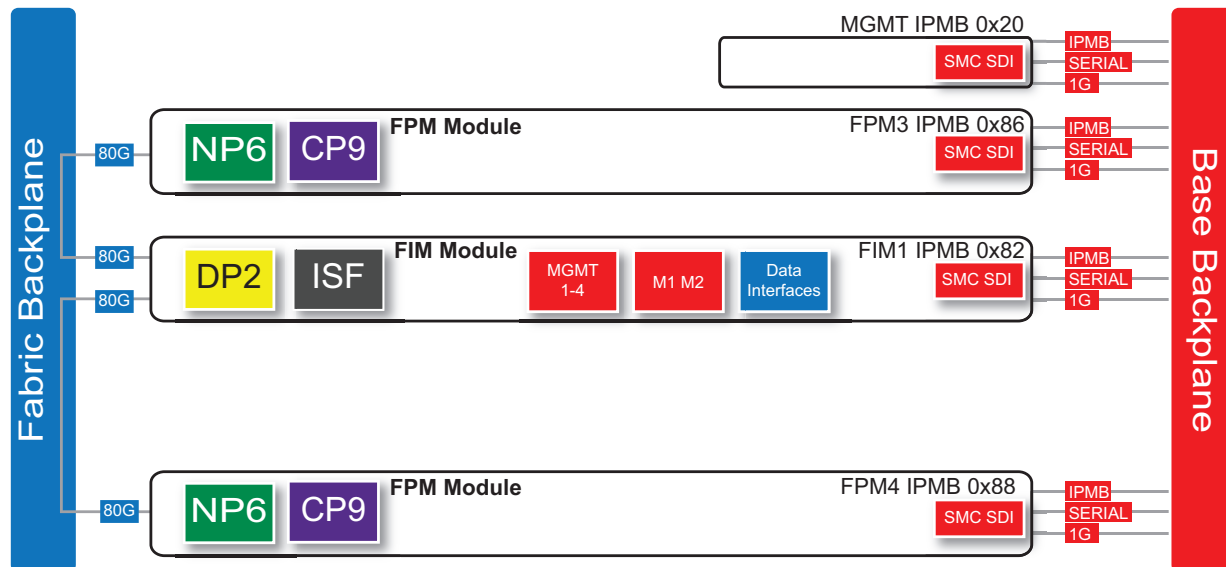 Fabric Backplane
MGMT IPMB 0x20
SMC SDI
IPMB
SERIAL
1G
80G
FPM Module
NP6
CP9
FPM3 IPMB 0x86
SMC SDI
IPMB
SERIAL
1G
80G
80G
FIM Module
DP2
ISF
MGMT
1-4
M1 M2
Data
Interfaces
FIM1 IPMB 0x82
SMC SDI
IPMB
SERIAL
1G
80G
FPM Module
NP6
CP9
FPM4 IPMB 0x88
SMC SDI
IPMB
SERIAL
1G
Base Backplane